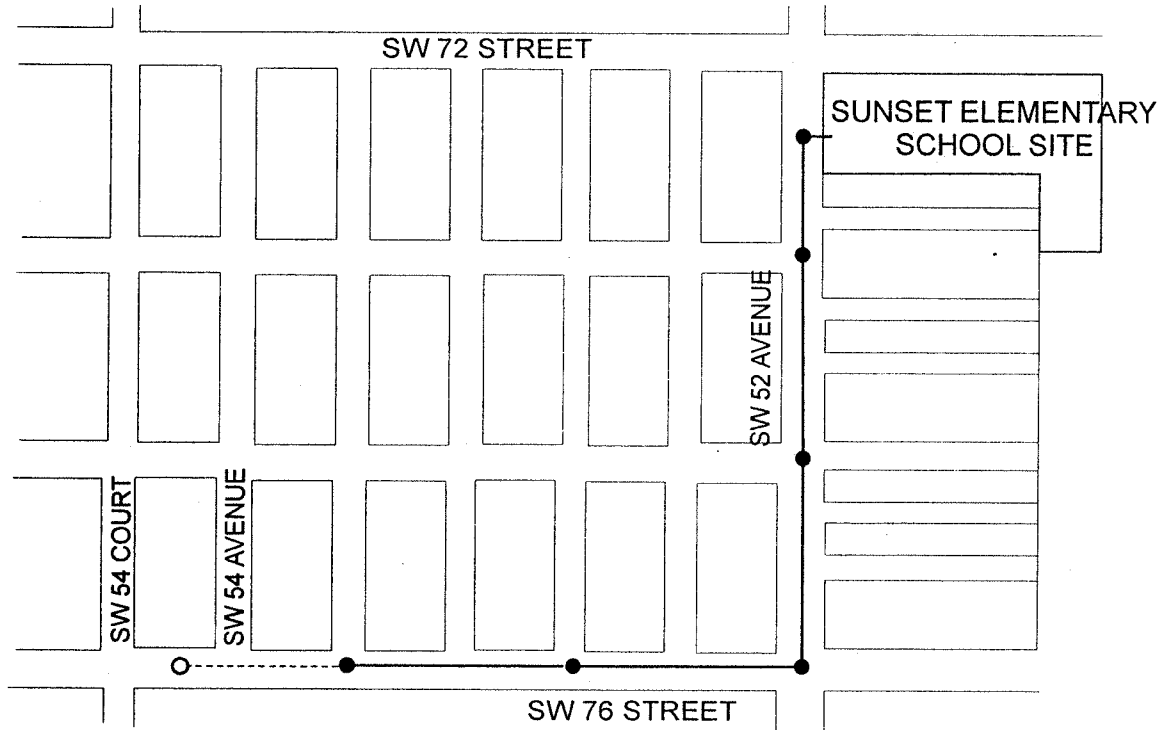 SW 72 STREET
SUNSET ELEMENTARY
SCHOOL SITE
SW 52 AVENUE
SW 54 COURT
SW 54 AVENUE
SW 76 STREET